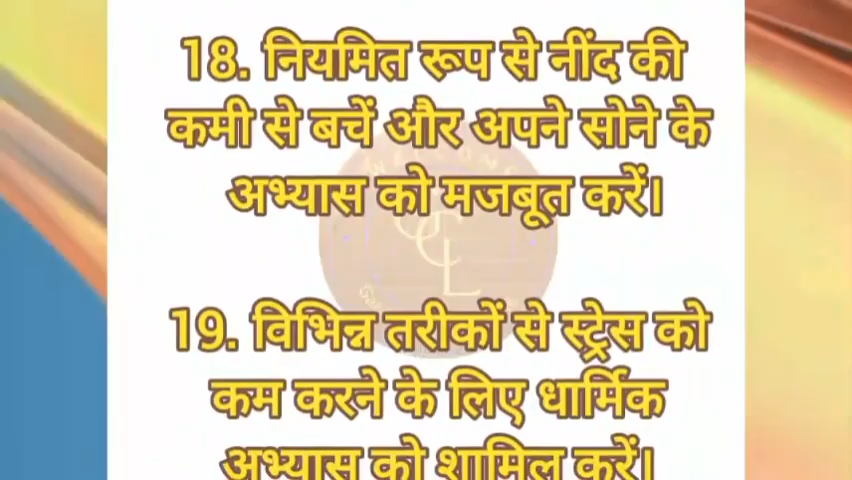 18. नियमित रूप से नींद की
कमी से बचें और अपने सोने के
अभ्यास को मजबूत करें।
19. विभिन्न तरीकों से स्ट्रेस को
कम करने के लिए धार्मिक
अभ्यास को शामिल करें।